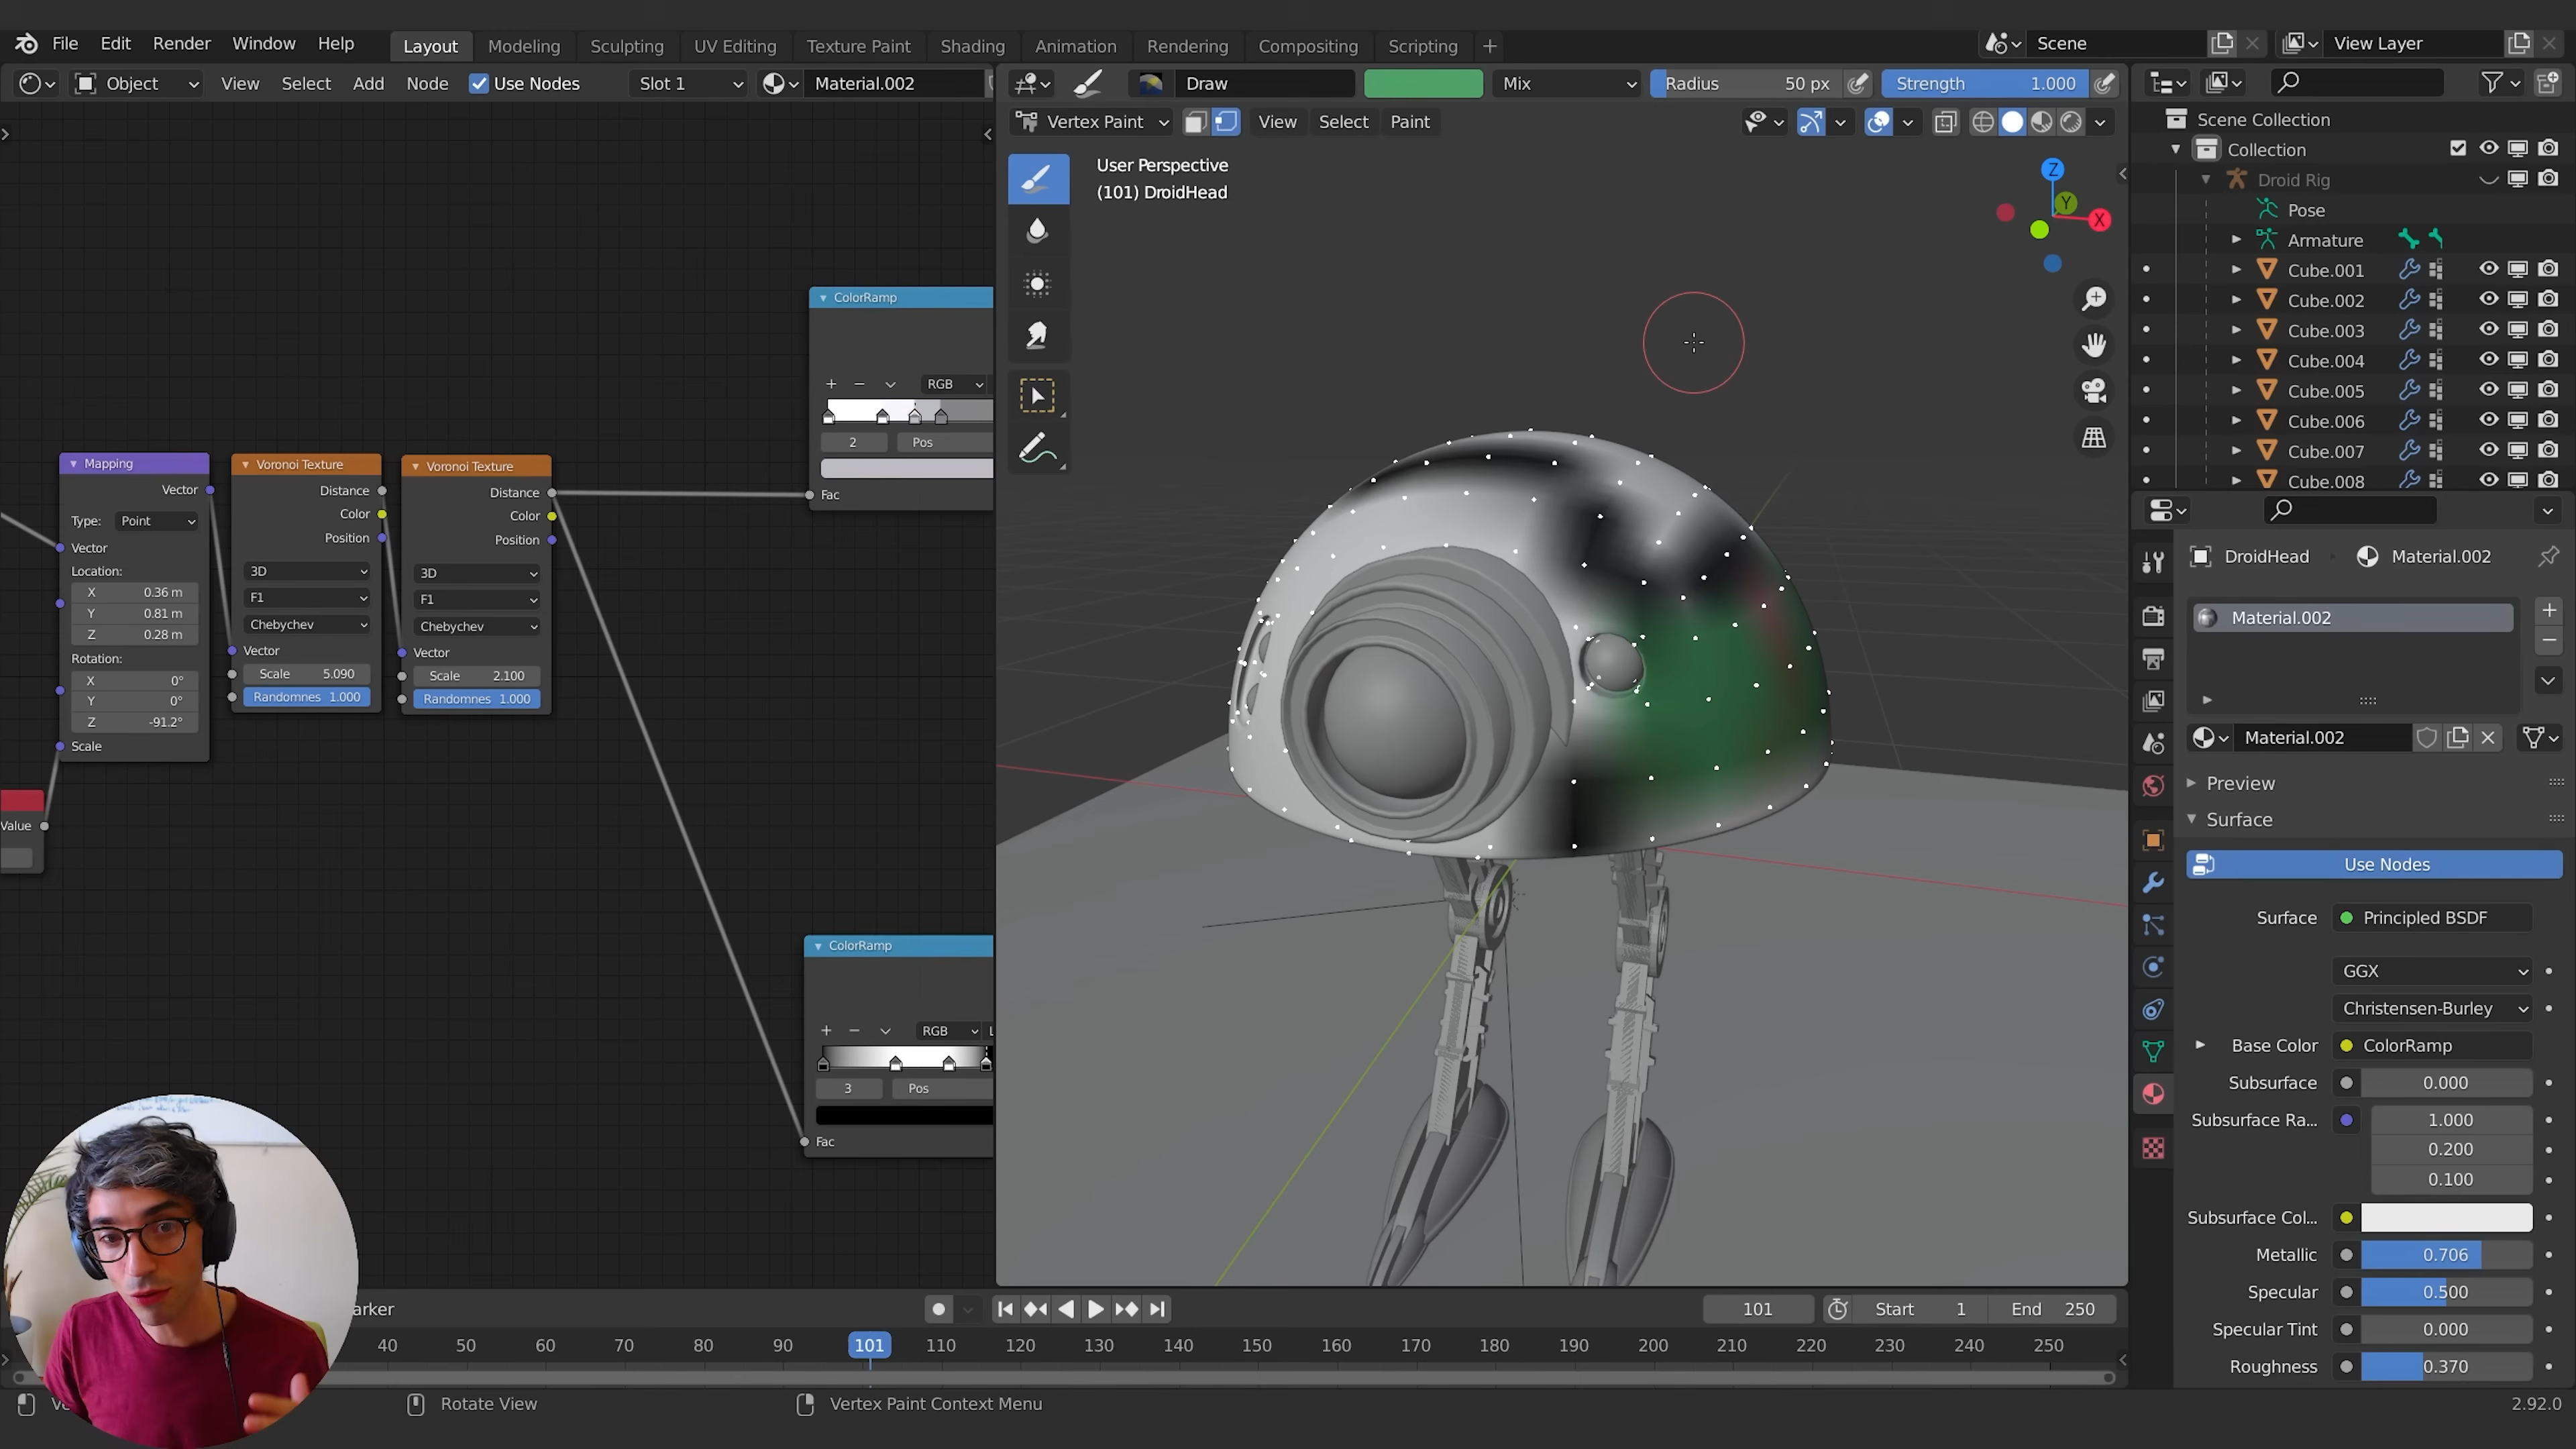 File Edit Render Window Help Layout Modeling Sculpting UV Editing Texture Paint Shading Animation Rendering Compositing Scripting + Scene View Layer
Object View Select Add Node Use Nodes Slot 1 Material.002
Draw Mix Radius 50 px Strength 1.000
Vertex Paint View Select Paint
User Perspective
(101) DroidHead
Z
Y
X
Mapping
Vector
Type: Point
Vector
Location:
X 0.36 m
Y 0.81 m
Z 0.28 m
Rotation:
X 0°
Y 0°
Z -91.2°
Scale
Value
Voronoi Texture
Distance
Color
Position
3D
F1
Chebychev
Vector
Scale 5.090
Randomnes 1.000
Voronoi Texture
Distance
Color
Position
3D
F1
Chebychev
Vector
Scale 2.100
Randomnes 1.000
ColorRamp
+ − RGB
2 Pos
Fac
ColorRamp
+ − RGB L
3 Pos
Fac
Scene Collection
Collection
Droid Rig
Pose
Armature
Cube.001
Cube.002
Cube.003
Cube.004
Cube.005
Cube.006
Cube.007
Cube.008
DroidHead Material.002
Material.002
Material.002
Preview
Surface
Use Nodes
Surface Principled BSDF
GGX
Christensen-Burley
Base Color ColorRamp
Subsurface 0.000
Subsurface Ra... 1.000
0.200
0.100
Subsurface Col...
Metallic 0.706
Specular 0.500
Specular Tint 0.000
Roughness 0.370
arker
101 Start 1 End 250
40 50 60 70 80 90 101 110 120 130 140 150 160 170 180 190 200 210 220 230 240 250
Rotate View Vertex Paint Context Menu 2.92.0